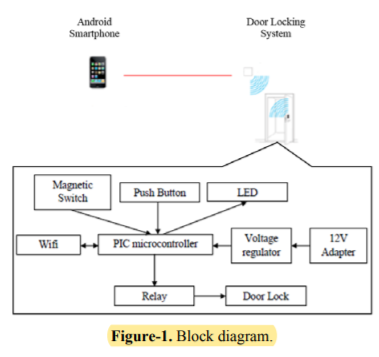 Android
Smartphone
Door Locking
System
Magnetic
Switch
Push Button
LED
Wifi
PIC microcontroller
Voltage
regulator
12V
Adapter
Relay
Door Lock
Figure-1. Block diagram.